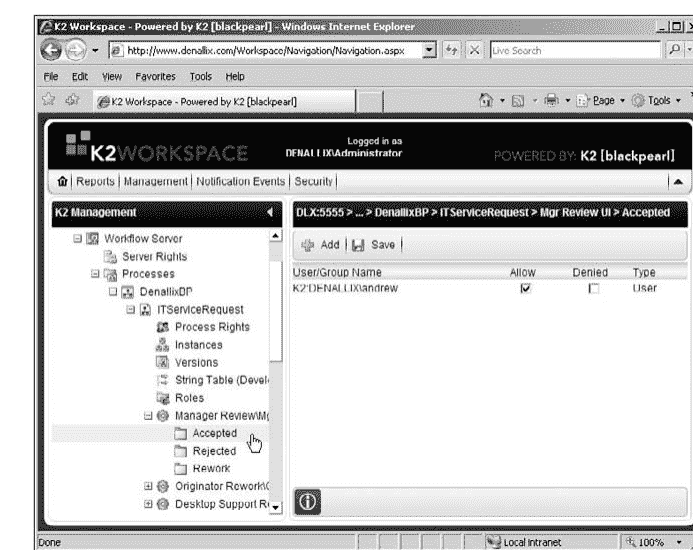 K2 Workspace - Powered by K2 [blackpearl] - Windows Internet Explorer
http://www.denallix.com/Workspace/Navigation/Navigation.aspx
Live Search
File Edit View Favorites Tools Help
K2 Workspace - Powered by K2 [blackpearl]
Page Tools
K2WORKSPACE
Logged in as
DENALLIX\Administrator
POWERED BY: K2 [blackpearl]
Reports | Management | Notification Events | Security |
K2 Management
DLX:5555 > ... > DenallixBP > ITServiceRequest > Mgr Review UI > Accepted
Workflow Server
Server Rights
Processes
DenallixBP
ITServiceRequest
Process Rights
Instances
Versions
String Table (Devel
Roles
Manager Review\Mg
Accepted
Rejected
Rework
Originator Rework\
Desktop Support R
Add | Save |
User/Group Name Allow Denied Type
K2:DENALLIX\andrew User
Done
Local intranet
100%